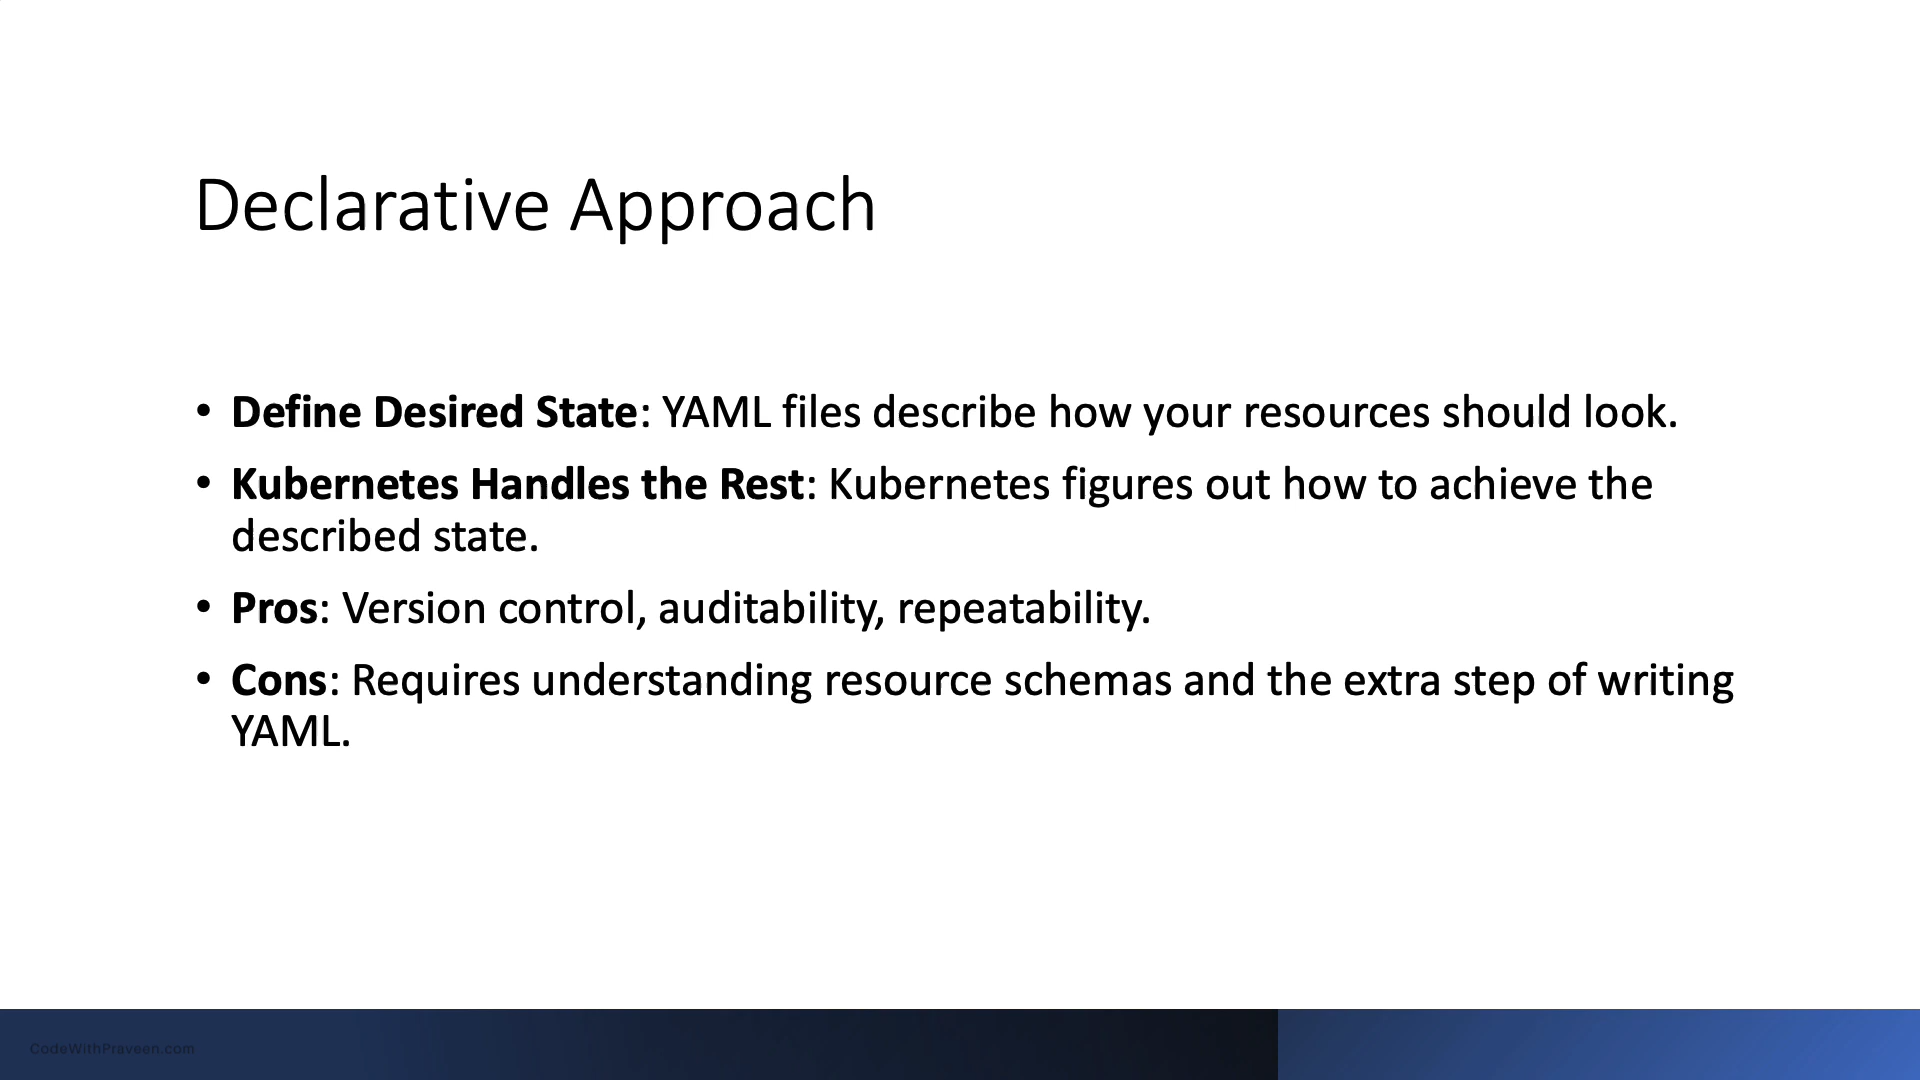 Declarative Approach
• Define Desired State: YAML files describe how your resources should look.
• Kubernetes Handles the Rest: Kubernetes figures out how to achieve the
described state.
• Pros: Version control, auditability, repeatability.
• Cons: Requires understanding resource schemas and the extra step of writing
YAML.
CodeWithPraveen.com